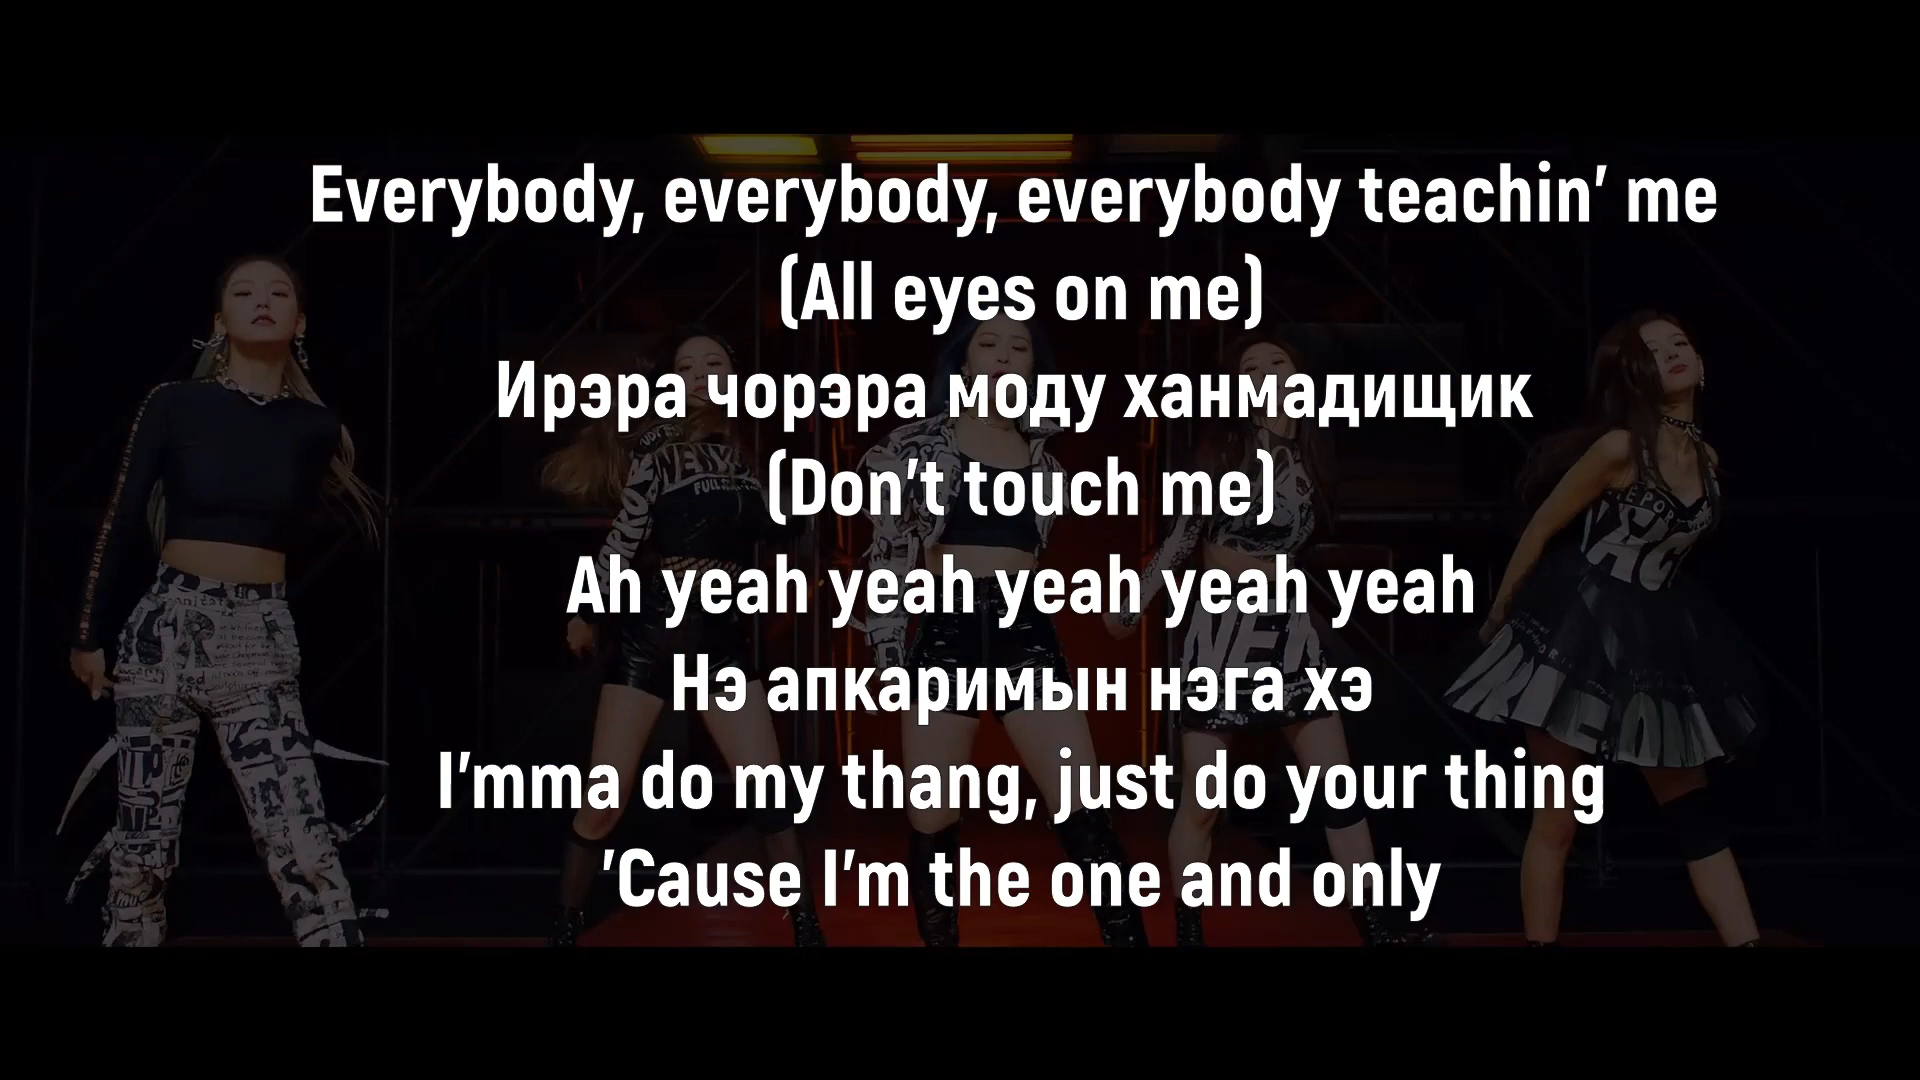 Everybody, everybody, everybody teachin’ me
(All eyes on me)
Ирэра чорэра моду ханмадищик
(Don’t touch me)
Ah yeah yeah yeah yeah yeah
Нэ апкаримын нэга хэ
I’mma do my thang, just do your thing
’Cause I’m the one and only